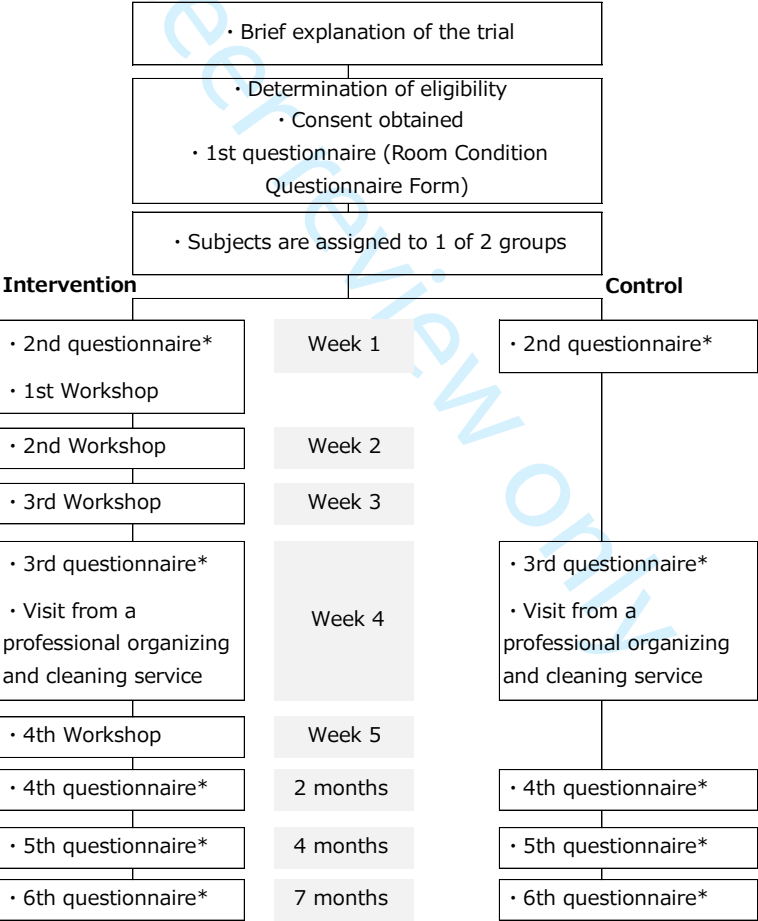 ・Brief explanation of the trial
・Determination of eligibility
・Consent obtained
・1st questionnaire (Room Condition
Questionnaire Form)
・Subjects are assigned to 1 of 2 groups
Intervention
Control
・2nd questionnaire*
・1st Workshop
Week 1
・2nd questionnaire*
・2nd Workshop
Week 2
・3rd Workshop
Week 3
・3rd questionnaire*
・Visit from a
professional organizing
and cleaning service
Week 4
・3rd questionnaire*
・Visit from a
professional organizing
and cleaning service
・4th Workshop
Week 5
・4th questionnaire*
2 months
・4th questionnaire*
・5th questionnaire*
4 months
・5th questionnaire*
・6th questionnaire*
7 months
・6th questionnaire*
eer review only